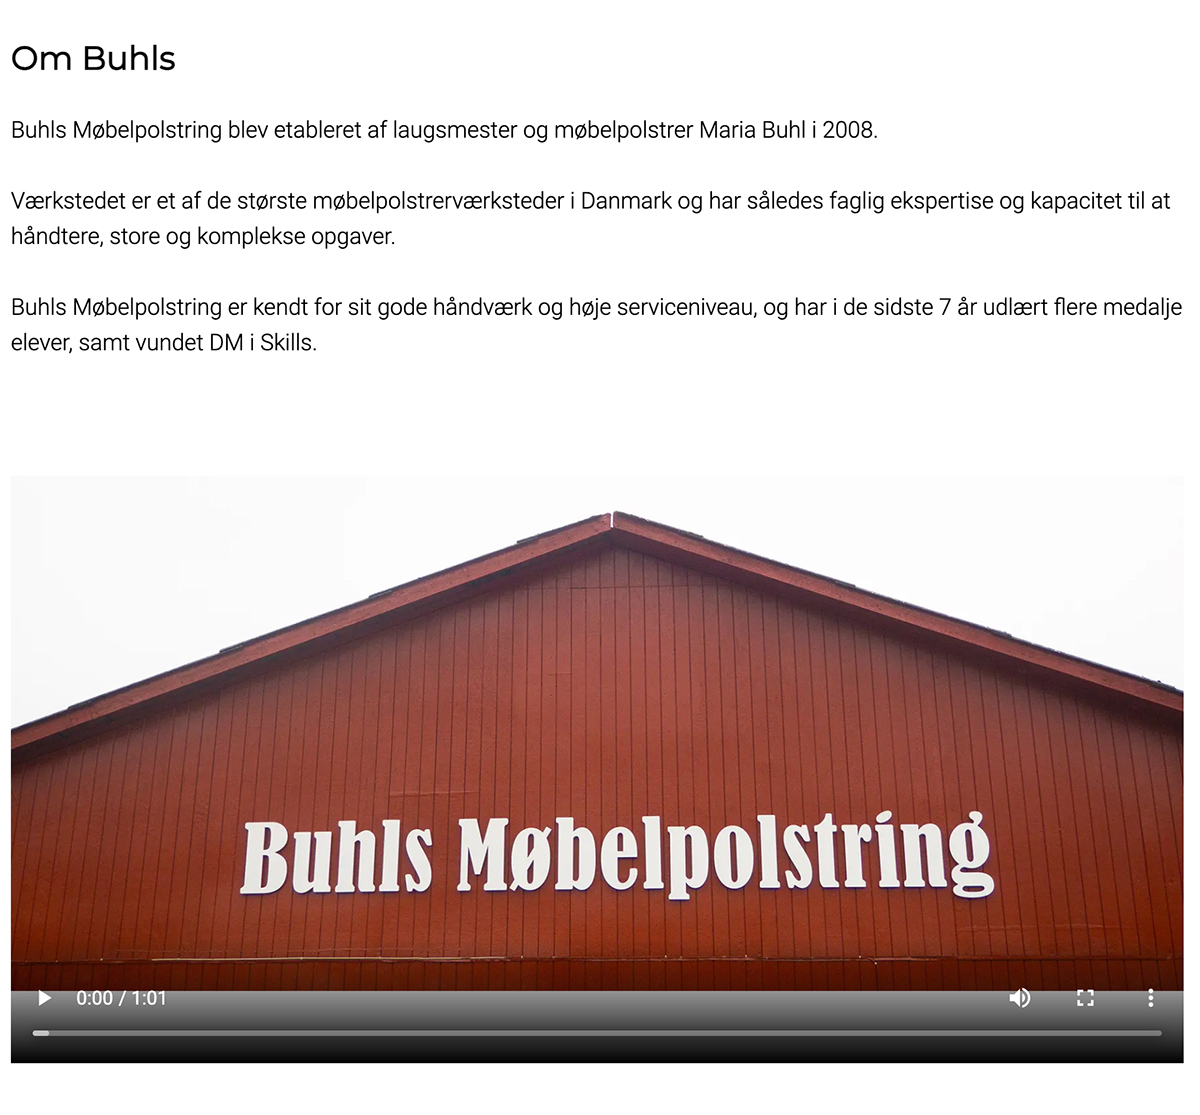 Om Buhls
Buhls Møbelpolstring blev etableret af laugsmester og møbelpolstrer Maria Buhl i 2008.
Værkstedet er et af de største møbelpolstrerværksteder i Danmark og har således faglig ekspertise og kapacitet til at
håndtere, store og komplekse opgaver.
Buhls Møbelpolstring er kendt for sit gode håndværk og høje serviceniveau, og har i de sidste 7 år udlært flere medalje
elever, samt vundet DM i Skills.
Buhls Møbelpolstring
0:00 / 1:01